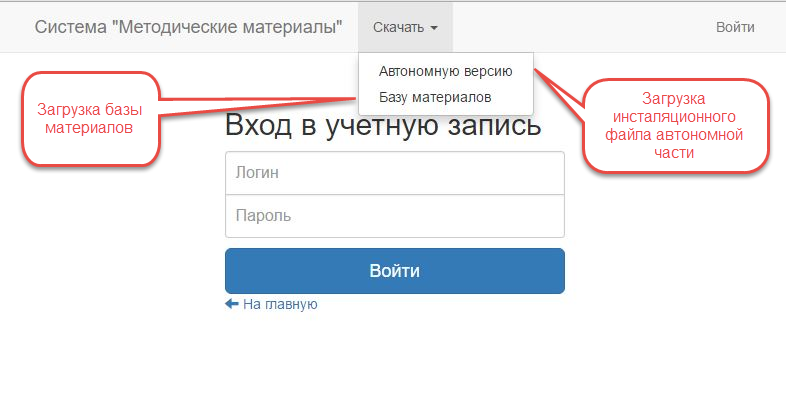 Система "Методические материалы"
Скачать
Войти
Автономную версию
Базу материалов
Загрузка базы
материалов
Загрузка
инсталяционного
файла автономной
части
Вход в учетную запись
Логин
Пароль
Войти
На главную